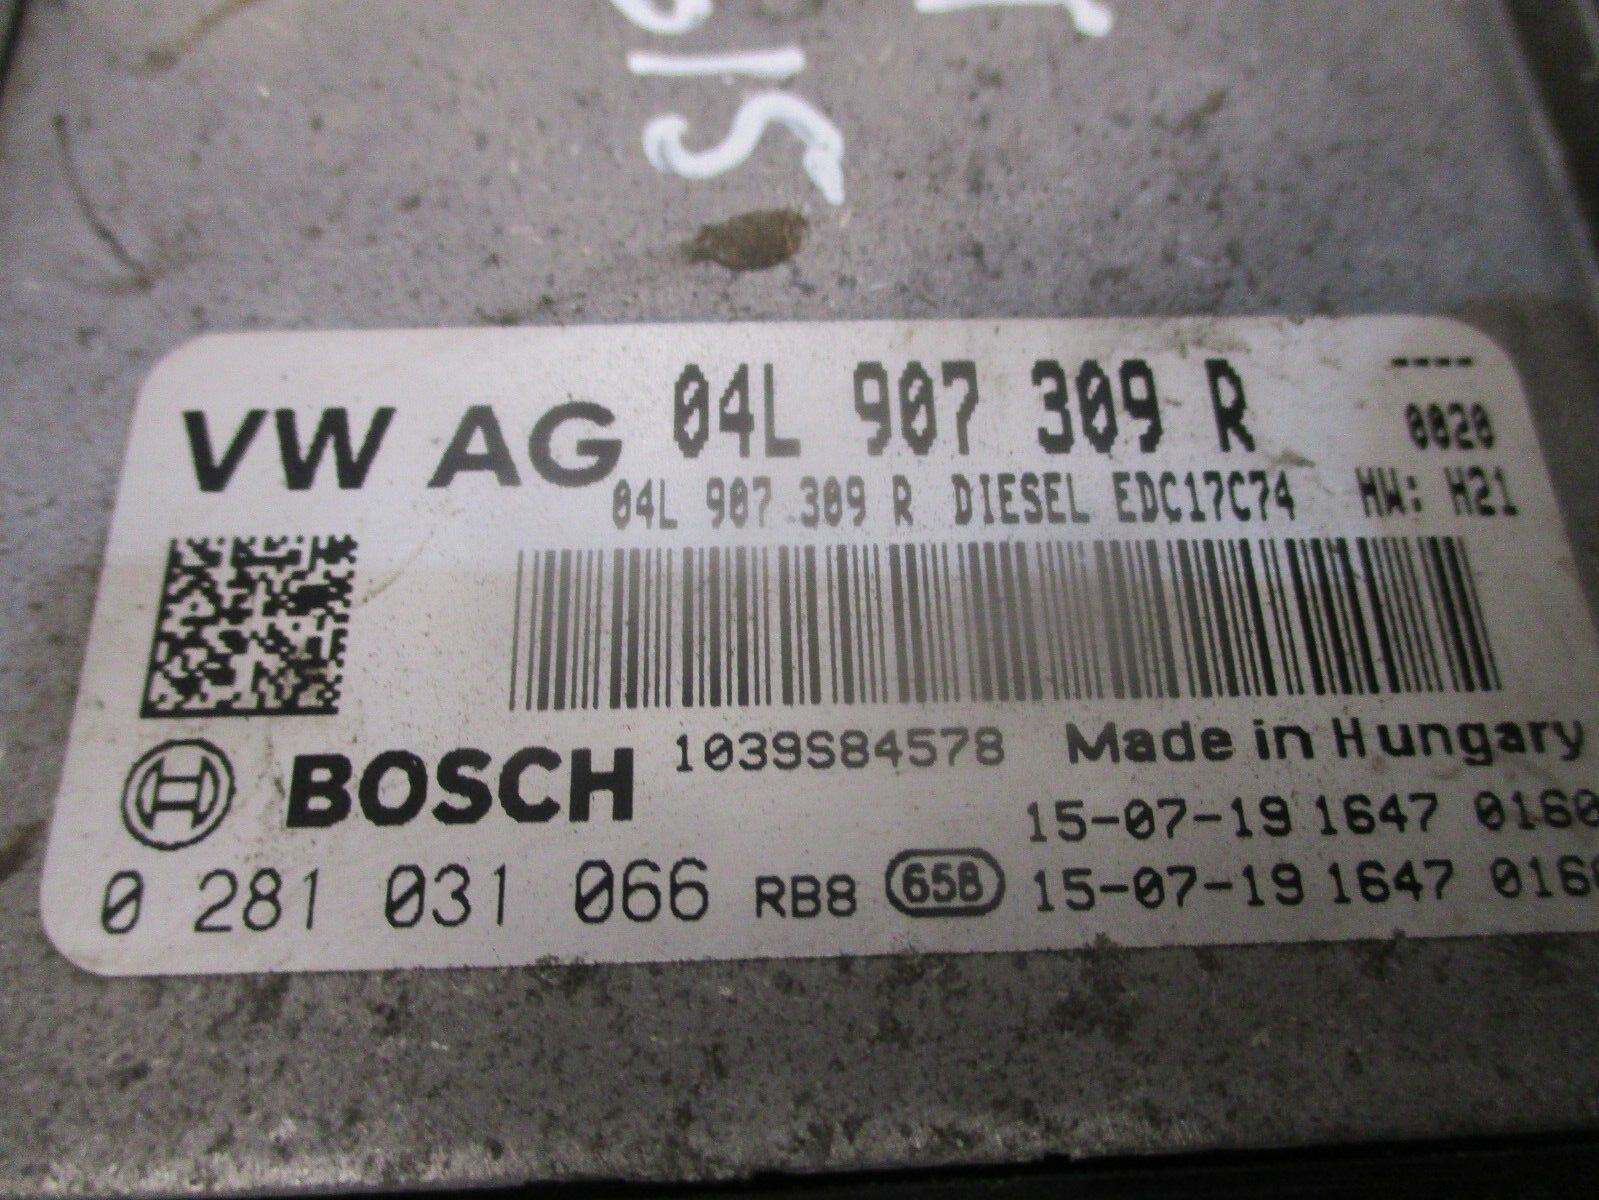 VW AG 04L 907 309 R ----
0020
04L 907 309 R DIESEL EDC17C74 HW: H21
BOSCH 1039S84578 Made in Hungary
15-07-19 1647 0160
0 281 031 066 RB8 65B 15-07-19 1647 0160